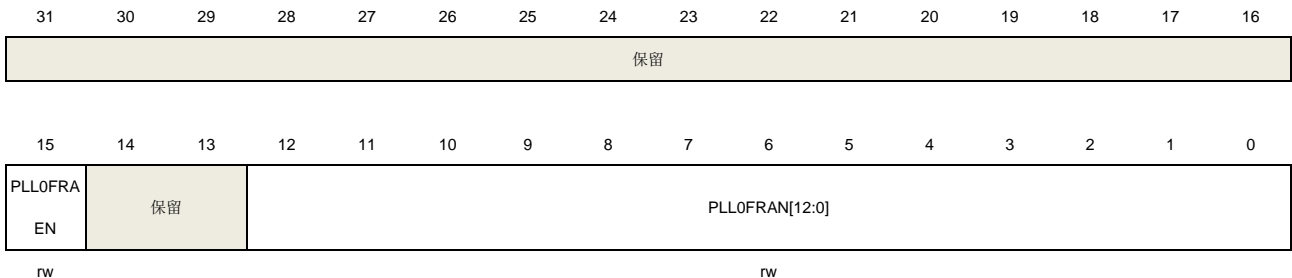 31 30 29 28 27 26 25 24 23 22 21 20 19 18 17 16
保留
15 14 13 12 11 10 9 8 7 6 5 4 3 2 1 0
PLL0FRA
EN
保留
PLL0FRAN[12:0]
rw rw